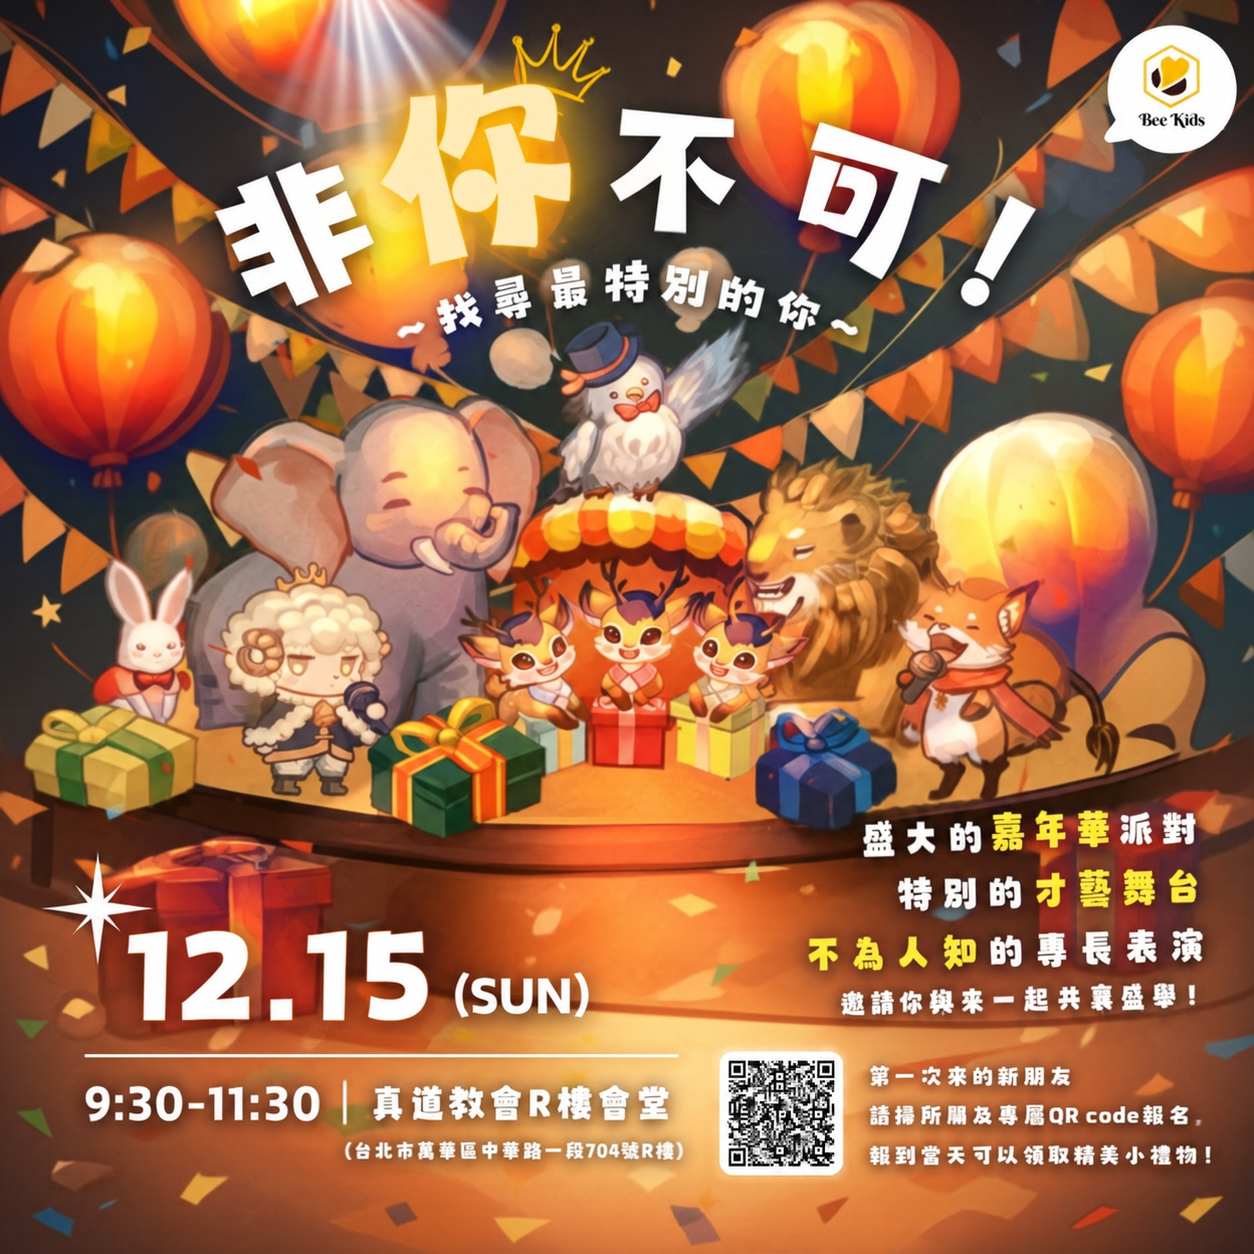 Bee Kids
非你不可!
~找尋最特別的你~
盛大的嘉年華派對
特別的才藝舞台
不為人知的專長表演
邀請你與來一起共襄盛舉!
12.15 (SUN)
9:30-11:30 | 真道教會R樓會堂
(台北市萬華區中華路一段704號R樓)
第一次來的新朋友
請掃所屬及專屬QR code報名,
報到當天可以領取精美小禮物!